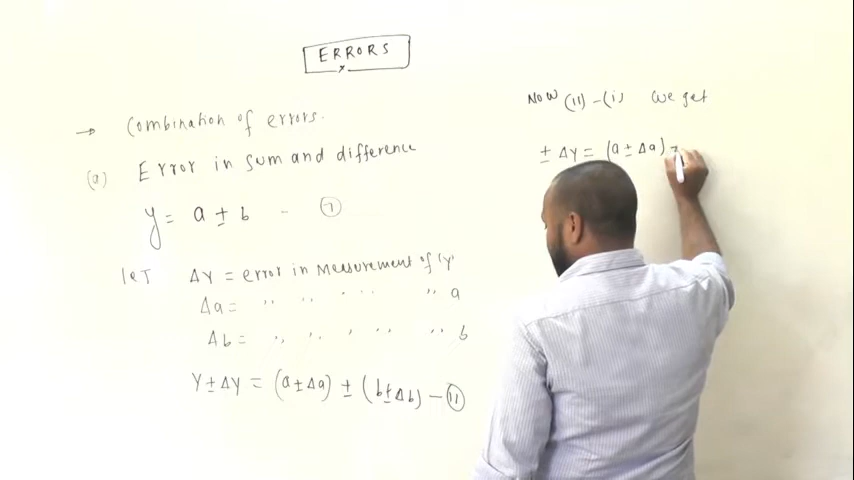 ERRORS
→ Combination of errors.
(a) Error in sum and difference
y = a ± b - (i)
let Δy = error in measurement of 'y'
Δa = ,, ,, ,, ,, ,, a
Δb = ,, ,, ,, ,, ,, b
y ± Δy = (a ± Δa) ± (b ± Δb) - (ii)
Now (ii) - (i) we get
± Δy = (a ± Δa) ±